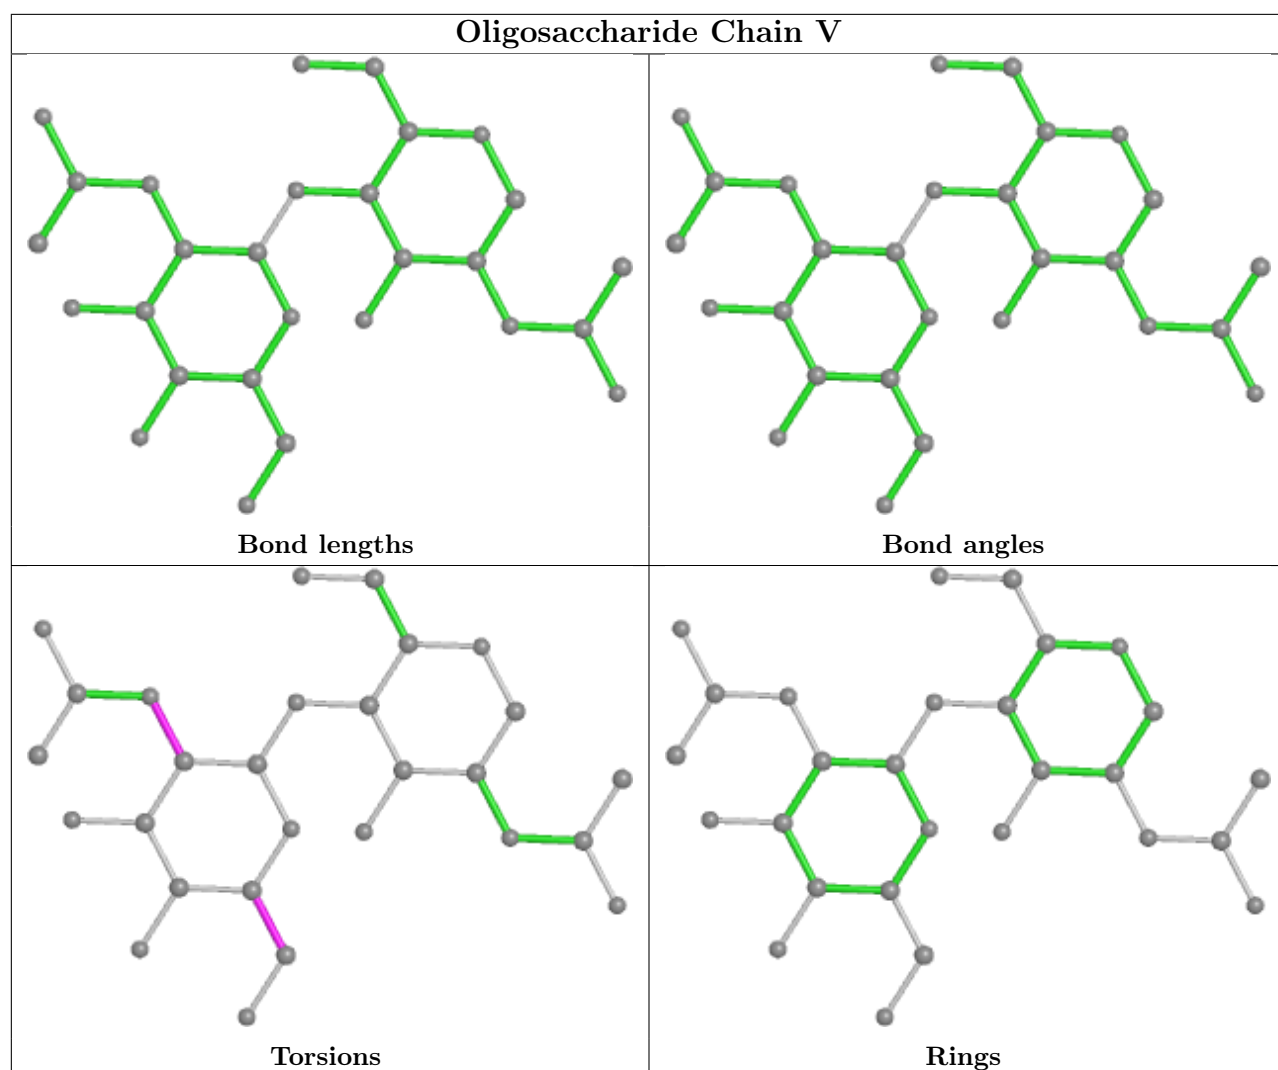 Oligosaccharide Chain V
Bond lengths
Bond angles
Torsions
Rings